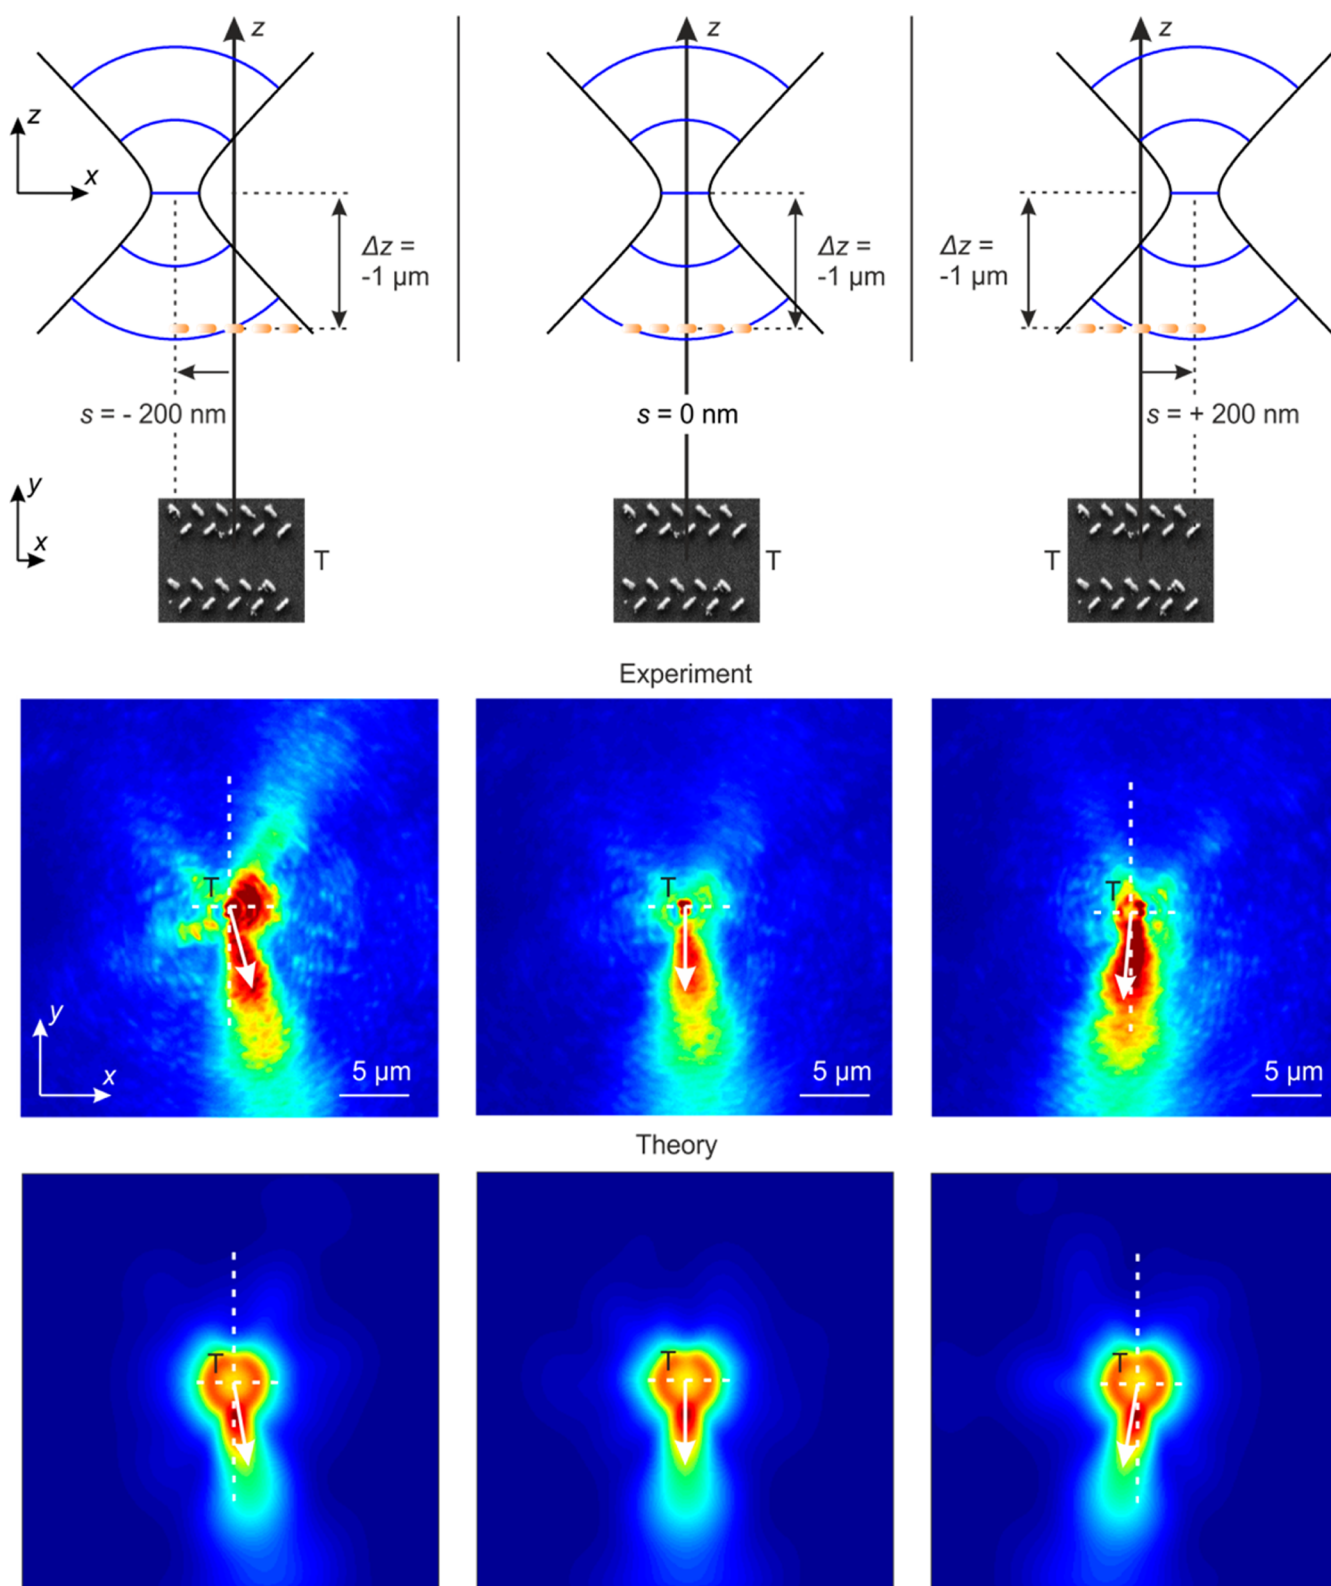 z
z
z
z
x
Δz =
-1 µm
Δz =
-1 µm
Δz =
-1 µm
s = - 200 nm
s = 0 nm
s = + 200 nm
y
x
T
T
T
Experiment
T
T
T
y
x
5 µm
5 µm
5 µm
Theory
T
T
T